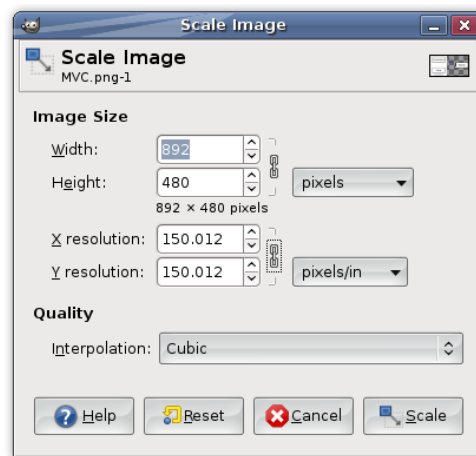 Scale Image
Scale Image
MVC.png-1
Image Size
Width: 892
Height: 480 pixels
892 × 480 pixels
X resolution: 150.012
Y resolution: 150.012 pixels/in
Quality
Interpolation: Cubic
Help Reset Cancel Scale